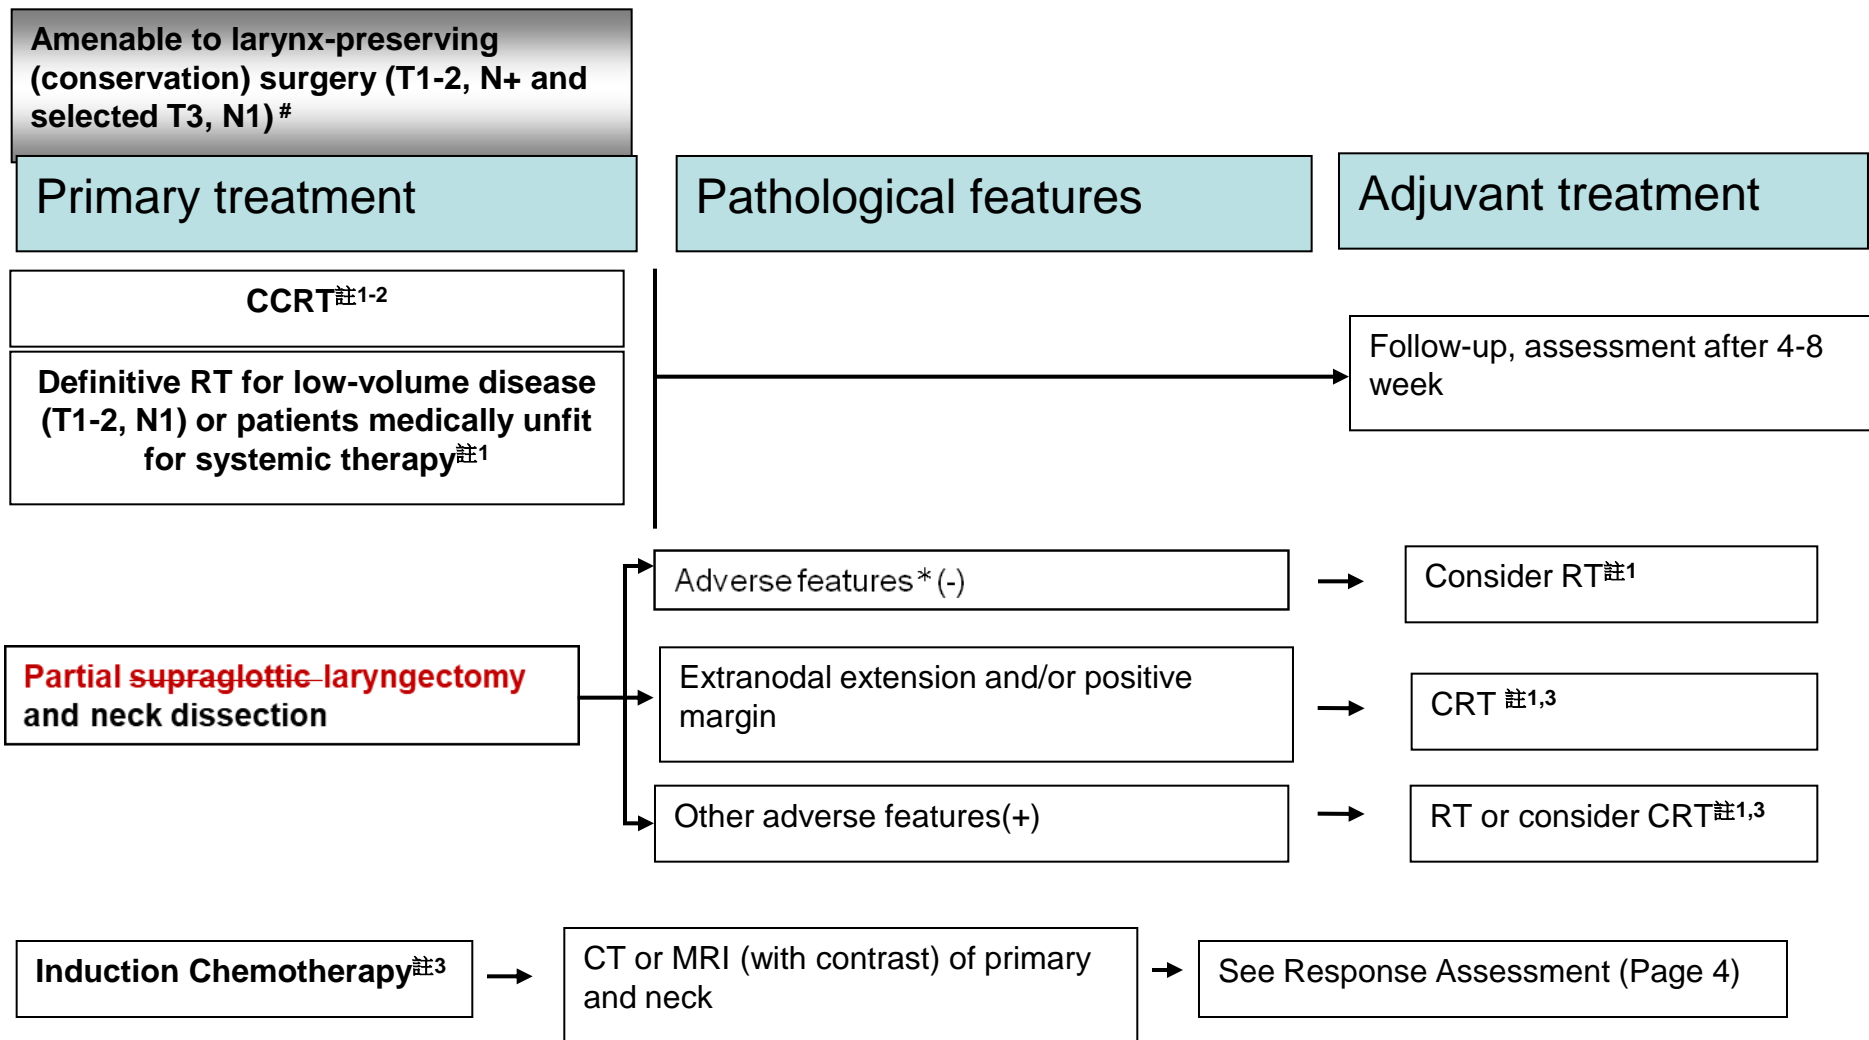 Amenable to larynx-preserving
(conservation) surgery (T1-2, N+ and
selected T3, N1) #
Primary treatment
Pathological features
Adjuvant treatment
CCRT註1-2
Definitive RT for low-volume disease
(T1-2, N1) or patients medically unfit
for systemic therapy註1
Follow-up, assessment after 4-8
week
Adverse features* (-)
Consider RT註1
Partial supraglottic laryngectomy
and neck dissection
Extranodal extension and/or positive
margin
CRT 註1,3
Other adverse features(+)
RT or consider CRT註1,3
Induction Chemotherapy註3
CT or MRI (with contrast) of primary
and neck
See Response Assessment (Page 4)